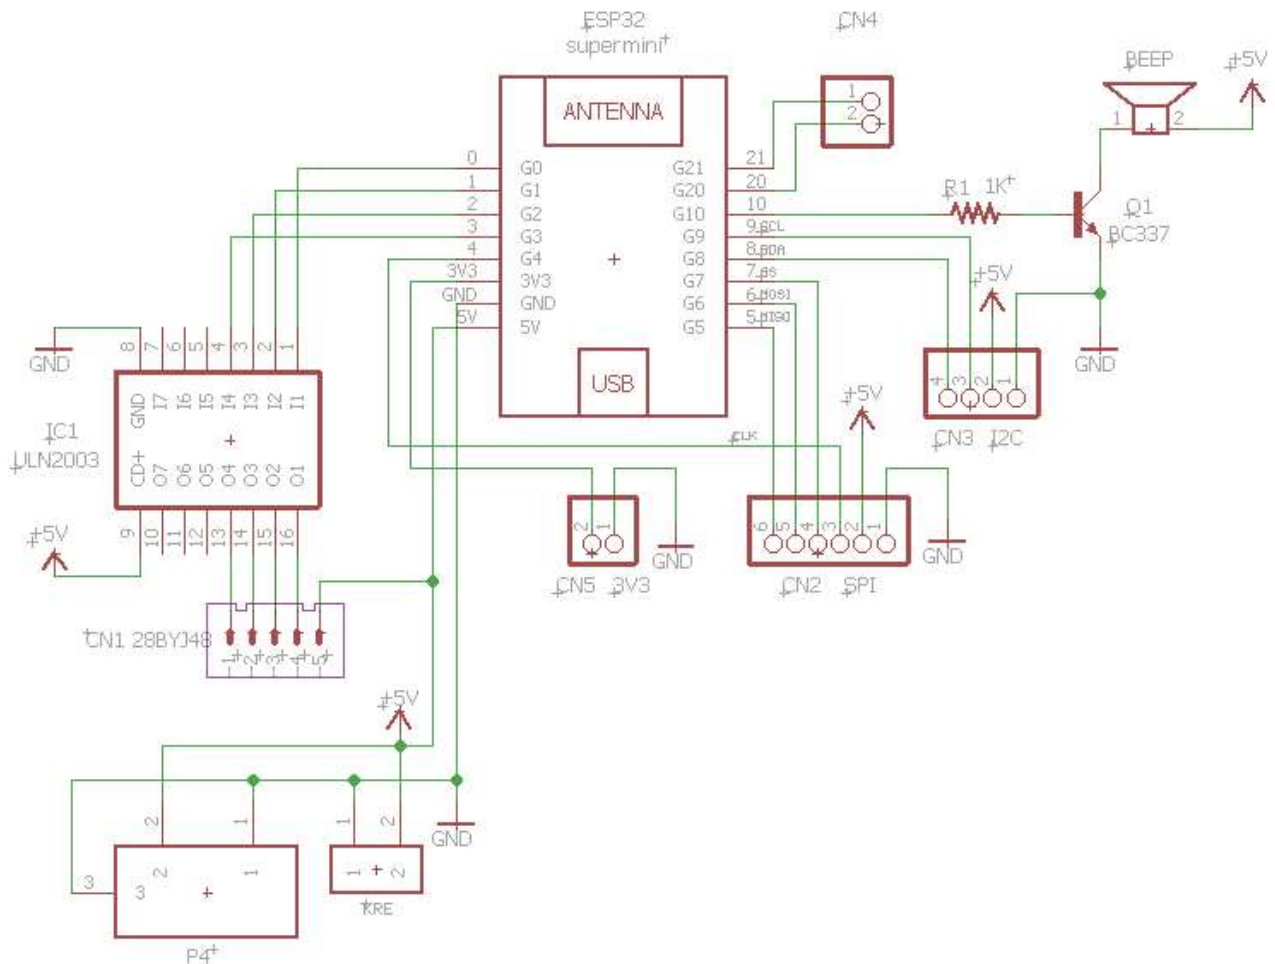 ESP32
supermini
CN4
BEEP
+5V
ANTENNA
1
2
1
2
0
1
2
3
4
3V3
GND
5V
G0
G1
G2
G3
G4
3V3
GND
5V
G21
G20
G10
G9
G8
G7
G6
G5
21
20
10
9 SCL
8 SDA
7 SS
6 MOSI
5 MISO
R1 1K
Q1
BC337
+5V
GND
USB
4 3 2 1
CN3 I2C
GND
8 7 6 5 4 3 2 1
GND I7 I6 I5 I4 I3 I2 I1
IC1
ULN2003
CD+ O7 O6 O5 O4 O3 O2 O1
9 10 11 12 13 14 15 16
+5V
CLK
+5V
2 1
GND
CN5 3V3
6 5 4 3 2 1
GND
CN2 SPI
CN1 28BYJ48
1 2 3 4 5
+5V
2 1
1 2
GND
3
3
2 1
1 2
KRE
P4